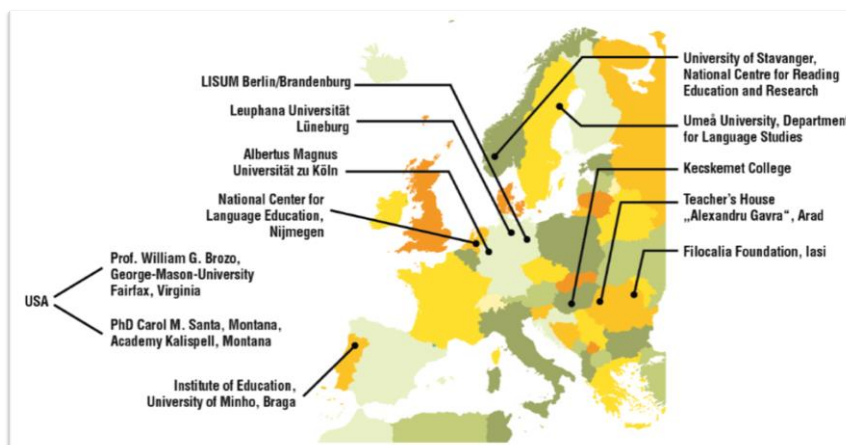 LISUM Berlin/Brandenburg
Leuphana Universität
Lüneburg
Albertus Magnus
Universität zu Köln
National Center for
Language Education,
Nijmegen
Prof. William G. Brozo,
George-Mason-University
Fairfax, Virginia
USA
PhD Carol M. Santa, Montana,
Academy Kalispell, Montana
Institute of Education,
University of Minho, Braga
University of Stavanger,
National Centre for Reading
Education and Research
Umeå University, Department
for Language Studies
Kecskemet College
Teacher's House
„Alexandru Gavra“, Arad
Filocalia Foundation, Iasi